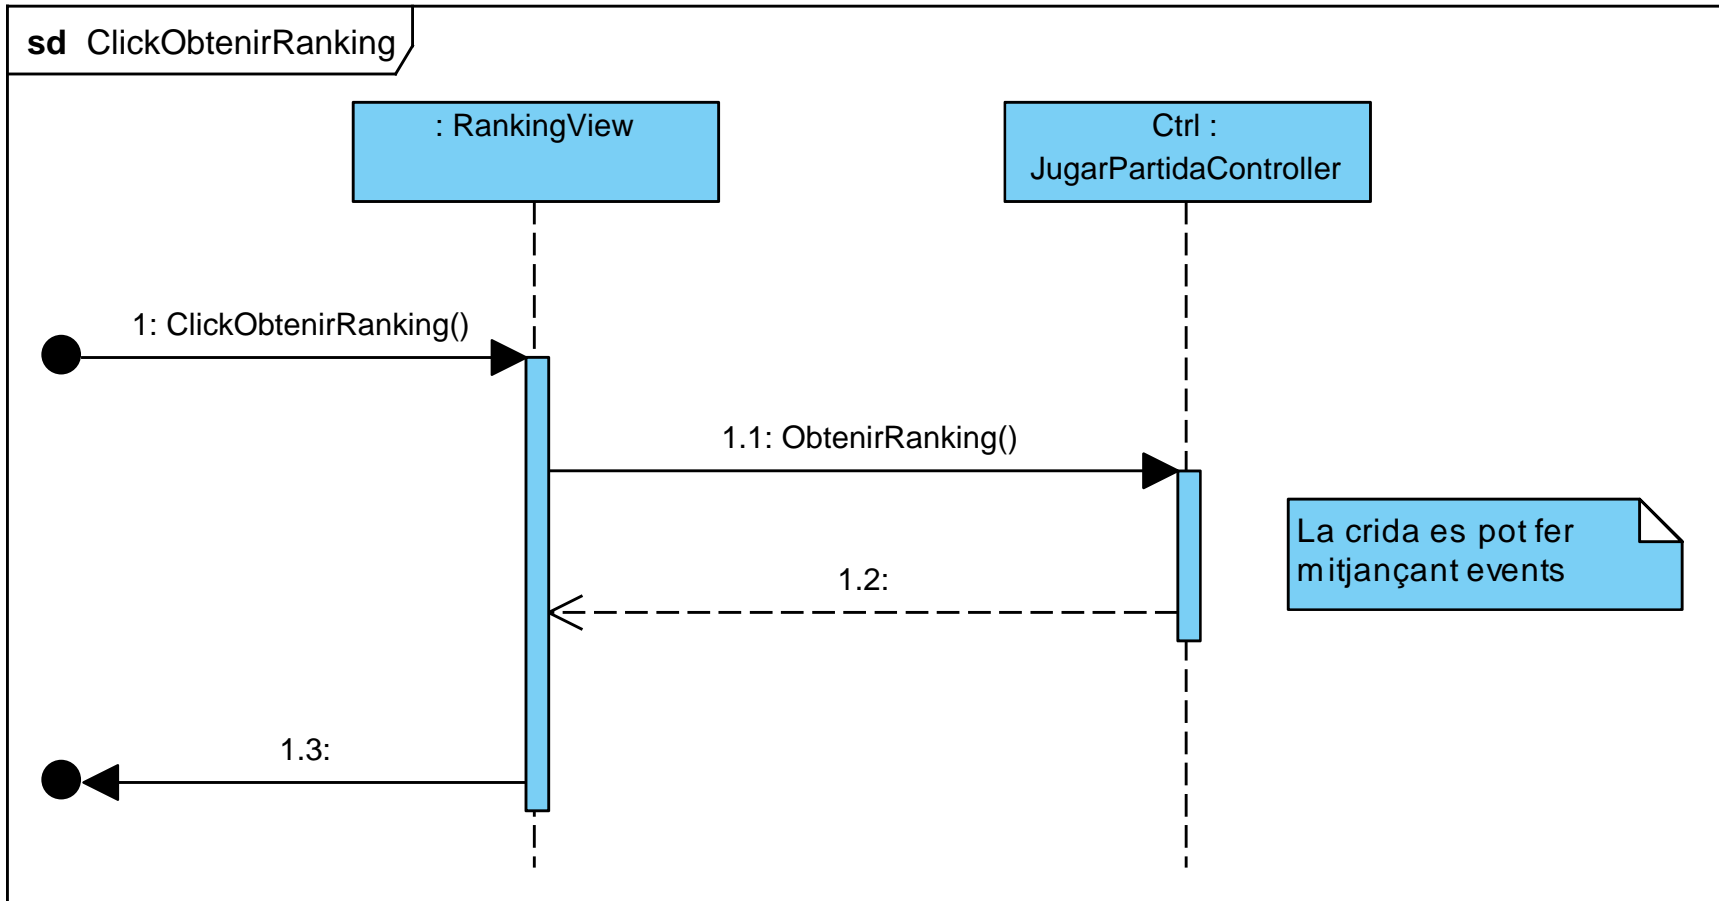 sd ClickObtenirRanking
: RankingView
Ctrl :
JugarPartidaController
1: ClickObtenirRanking()
1.1: ObtenirRanking()
La crida es pot fer
mitjançant events
1.2:
1.3: